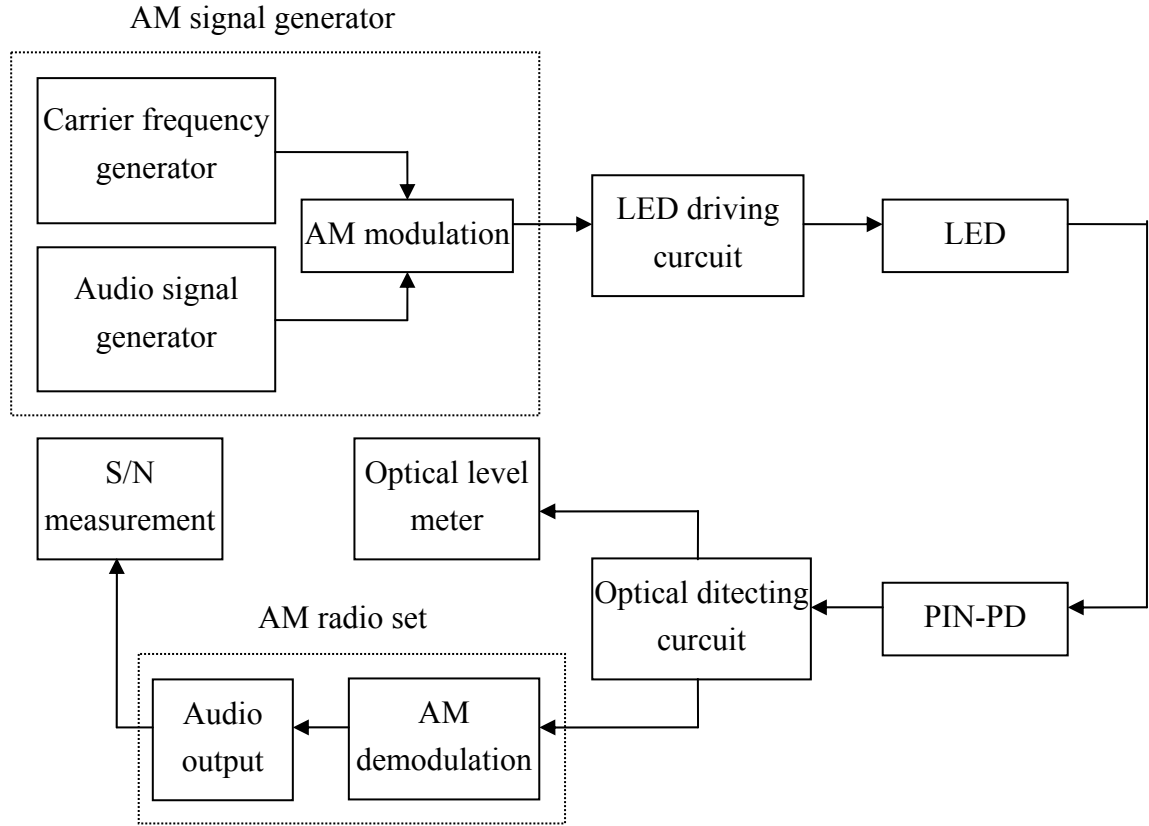 AM signal generator
Carrier frequency
generator
AM modulation
Audio signal
generator
LED driving
curcuit
LED
S/N
measurement
Optical level
meter
Optical ditecting
curcuit
PIN-PD
AM radio set
Audio
output
AM
demodulation